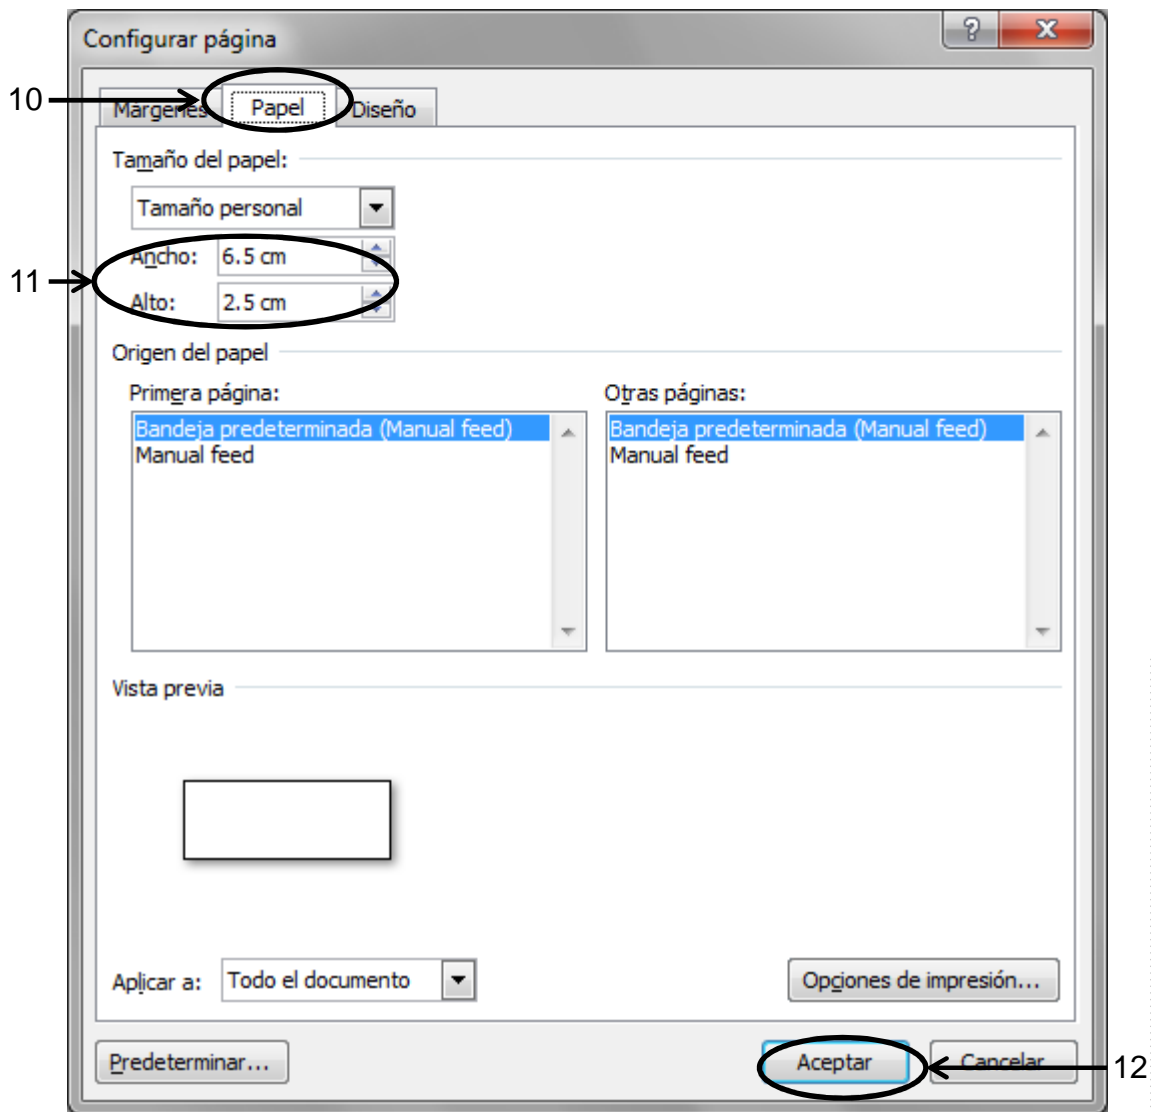 Configurar página
10
Márgenes Papel Diseño
Tamaño del papel:
Tamaño personal
11
Ancho: 6.5 cm
Alto: 2.5 cm
Origen del papel
Primera página: Otras páginas:
Bandeja predeterminada (Manual feed) Bandeja predeterminada (Manual feed)
Manual feed Manual feed
Vista previa
Aplicar a: Todo el documento Opciones de impresión...
Predeterminar... Aceptar Cancelar 12